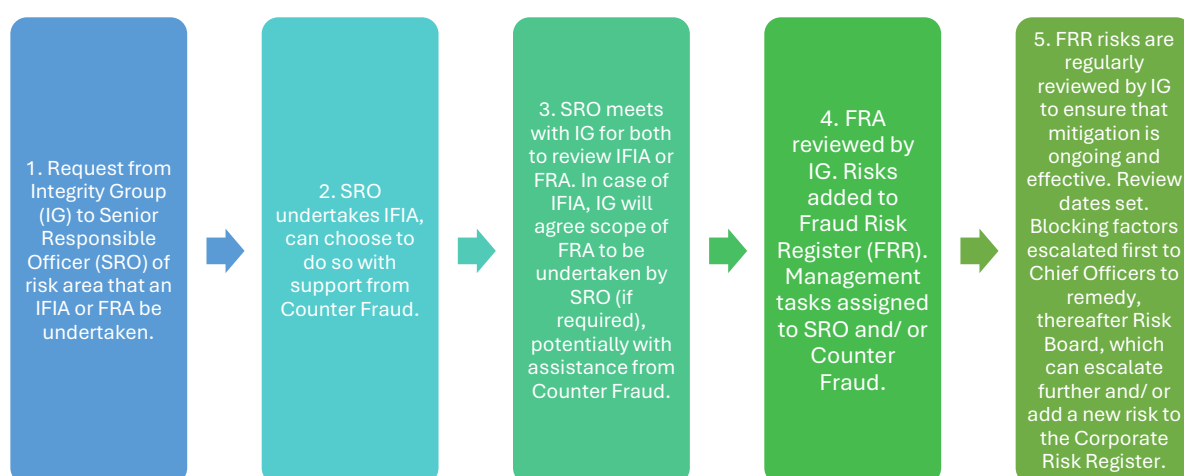 1. Request from
Integrity Group
(IG) to Senior
Responsible
Officer (SRO) of
risk area that an
IFIA or FRA be
undertaken.
2. SRO
undertakes IFIA,
can choose to
do so with
support from
Counter Fraud.
3. SRO meets
with IG for both
to review IFIA or
FRA. In case of
IFIA, IG will
agree scope of
FRA to be
undertaken by
SRO (if
required),
potentially with
assistance from
Counter Fraud.
4. FRA
reviewed by
IG. Risks
added to
Fraud Risk
Register (FRR).
Management
tasks assigned
to SRO and/ or
Counter
Fraud.
5. FRR risks are
regularly
reviewed by IG
to ensure that
mitigation is
ongoing and
effective. Review
dates set.
Blocking factors
escalated first to
Chief Officers to
remedy,
thereafter Risk
Board, which
can escalate
further and/ or
add a new risk to
the Corporate
Risk Register.